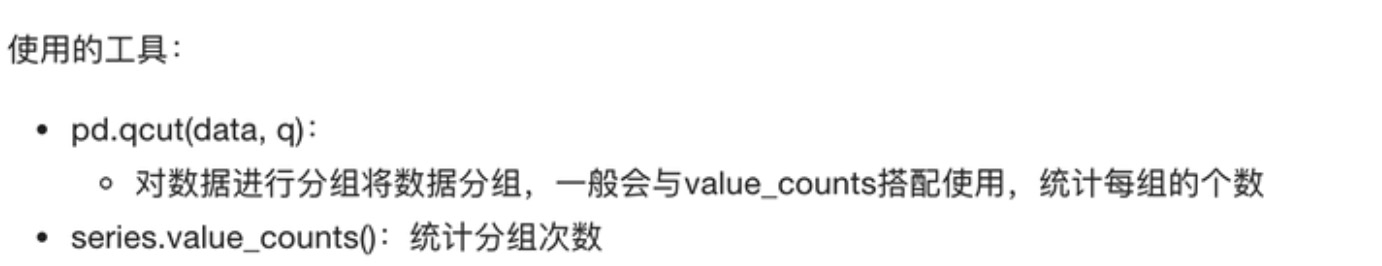 使用的工具：
• pd.qcut(data, q)：
◦ 对数据进行分组将数据分组，一般会与value_counts搭配使用，统计每组的个数
• series.value_counts()：统计分组次数